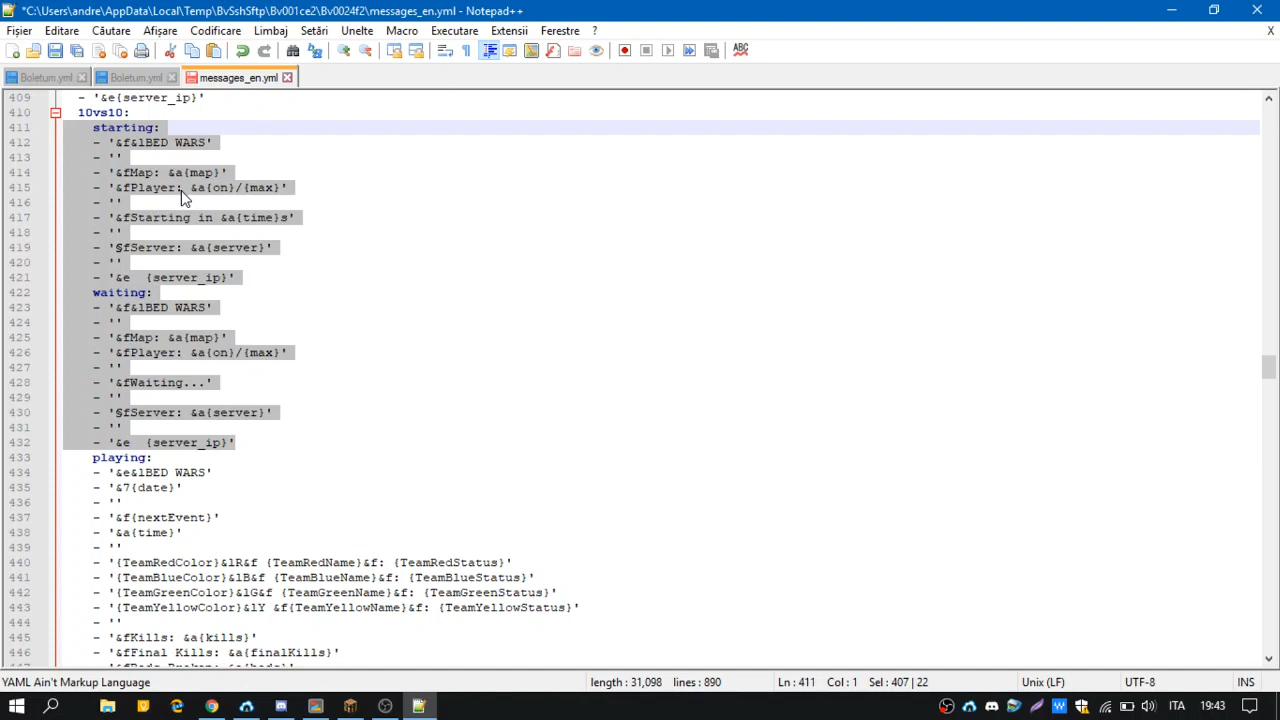 *C:\Users\andre\AppData\Local\Temp\BvSshSftp\Bv001ce2\Bv0024f2\messages_en.yml - Notepad++
Fișier Editare Căutare Afișare Codificare Limbaj Setări Unelte Macro Executare Extensii Ferestre ? X
Boletum.yml Boletum.yml messages_en.yml
409 - '&e{server_ip}'
410 10vs10:
411 starting:
412 - '&f&lBED WARS'
413 - ''
414 - '&fMap: &a{map}'
415 - '&fPlayer: &a{on}/{max}'
416 - ''
417 - '&fStarting in &a{time}s'
418 - ''
419 - '§fServer: &a{server}'
420 - ''
421 - '&e  {server_ip}'
422 waiting:
423 - '&f&lBED WARS'
424 - ''
425 - '&fMap: &a{map}'
426 - '&fPlayer: &a{on}/{max}'
427 - ''
428 - '&fWaiting...'
429 - ''
430 - '§fServer: &a{server}'
431 - ''
432 - '&e  {server_ip}'
433 playing:
434 - '&e&lBED WARS'
435 - '&7{date}'
436 - ''
437 - '&f{nextEvent}'
438 - '&a{time}'
439 - ''
440 - '{TeamRedColor}&lR&f {TeamRedName}&f: {TeamRedStatus}'
441 - '{TeamBlueColor}&lB&f {TeamBlueName}&f: {TeamBlueStatus}'
442 - '{TeamGreenColor}&lG&f {TeamGreenName}&f: {TeamGreenStatus}'
443 - '{TeamYellowColor}&lY &f{TeamYellowName}&f: {TeamYellowStatus}'
444 - ''
445 - '&fKills: &a{kills}'
446 - '&fFinal Kills: &a{finalKills}'
YAML Ain't Markup Language length : 31,098 lines : 890 Ln : 411 Col : 1 Sel : 407 | 22 Unix (LF) UTF-8 INS
ITA 19:43